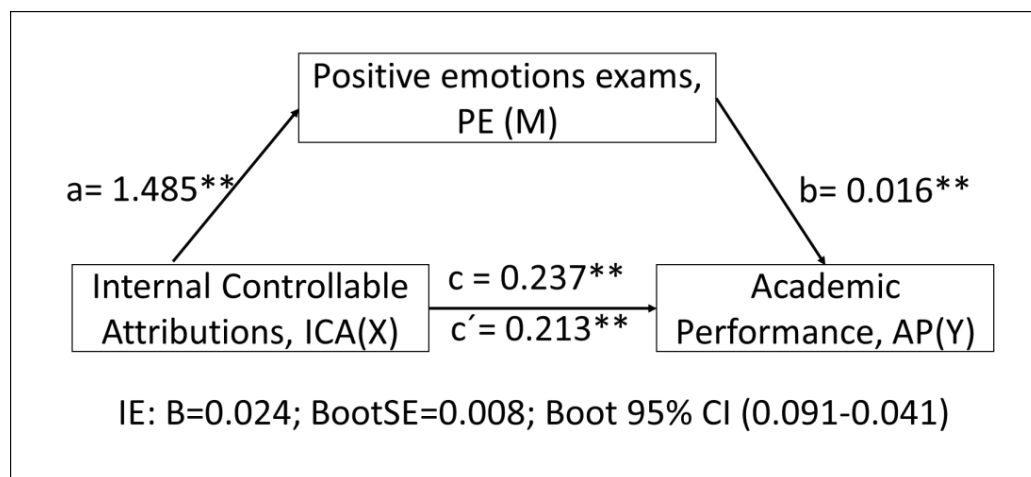 Positive emotions exams,
PE (M)
a= 1.485**
b= 0.016**
Internal Controllable
Attributions, ICA(X)
c = 0.237**
c´= 0.213**
Academic
Performance, AP(Y)
IE: B=0.024; BootSE=0.008; Boot 95% CI (0.091-0.041)